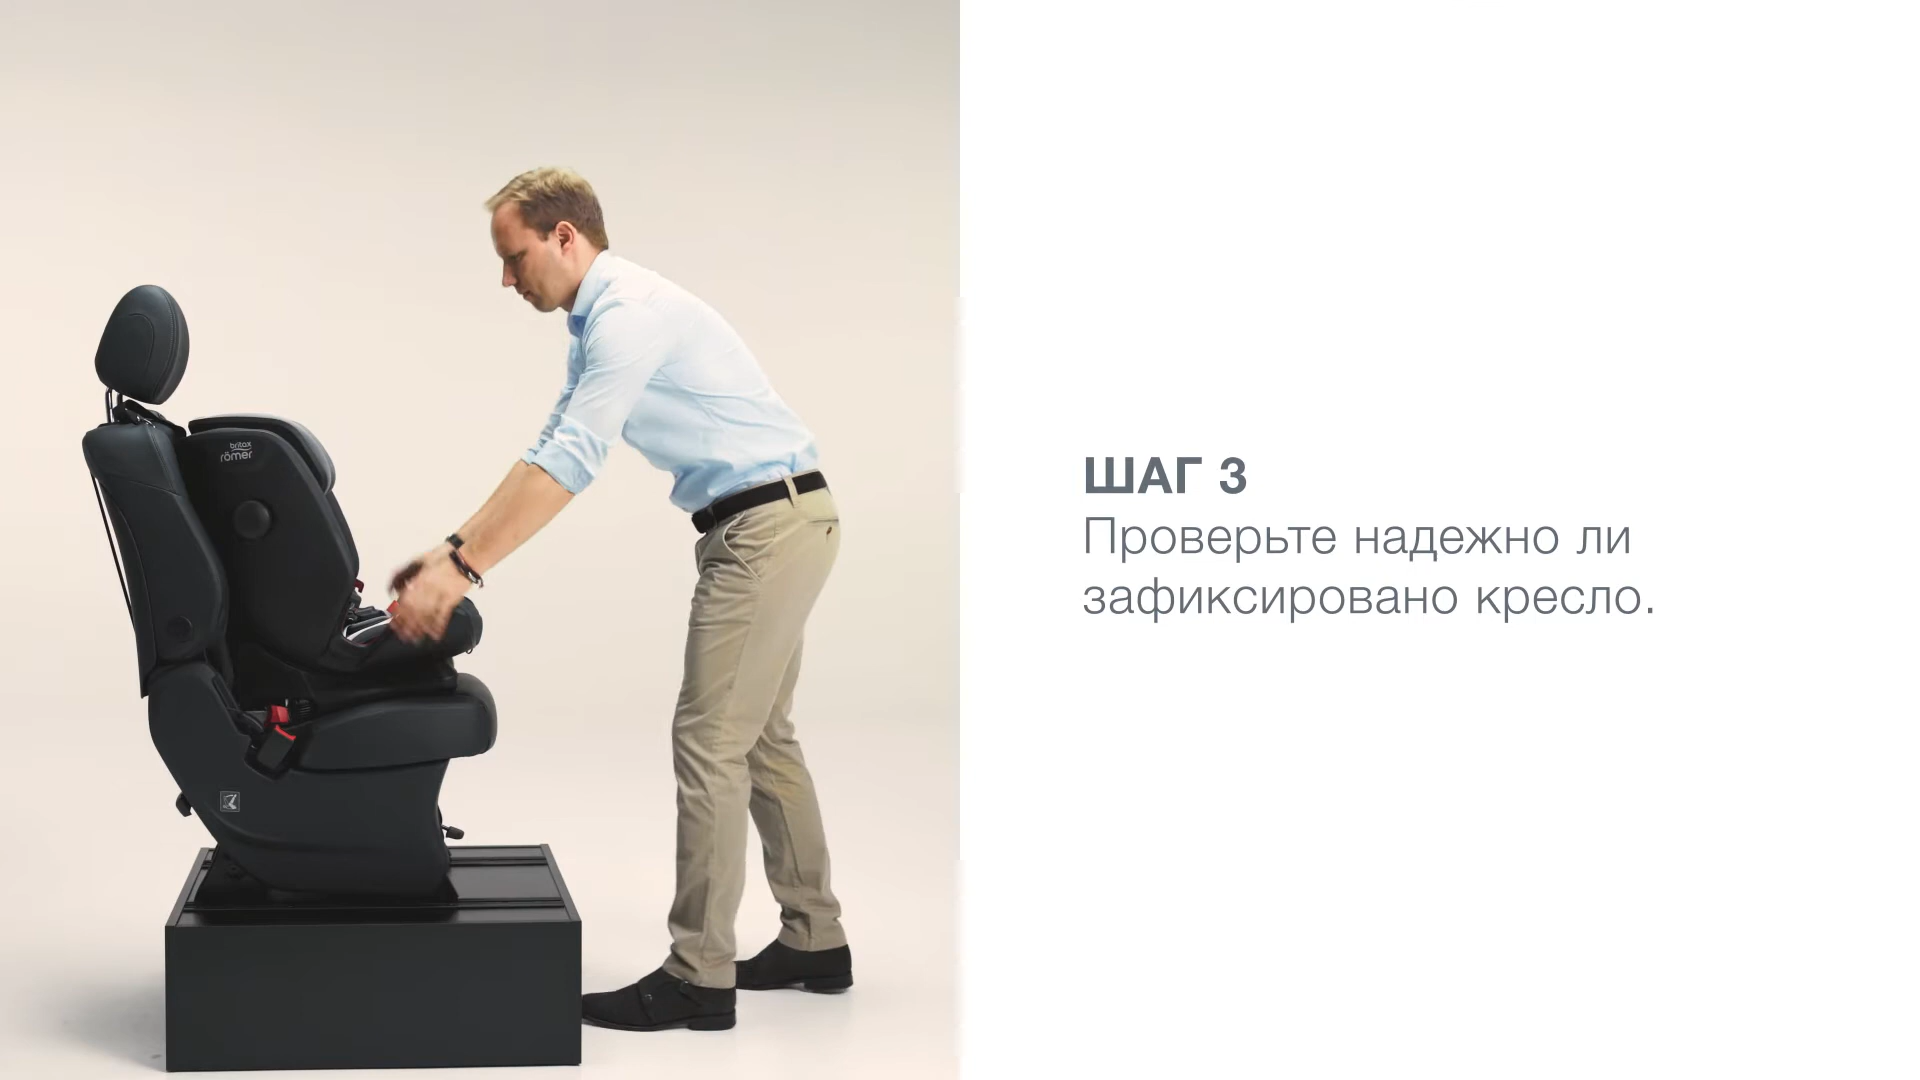 britax
römer
ШАГ 3
Проверьте надежно ли
зафиксировано кресло.